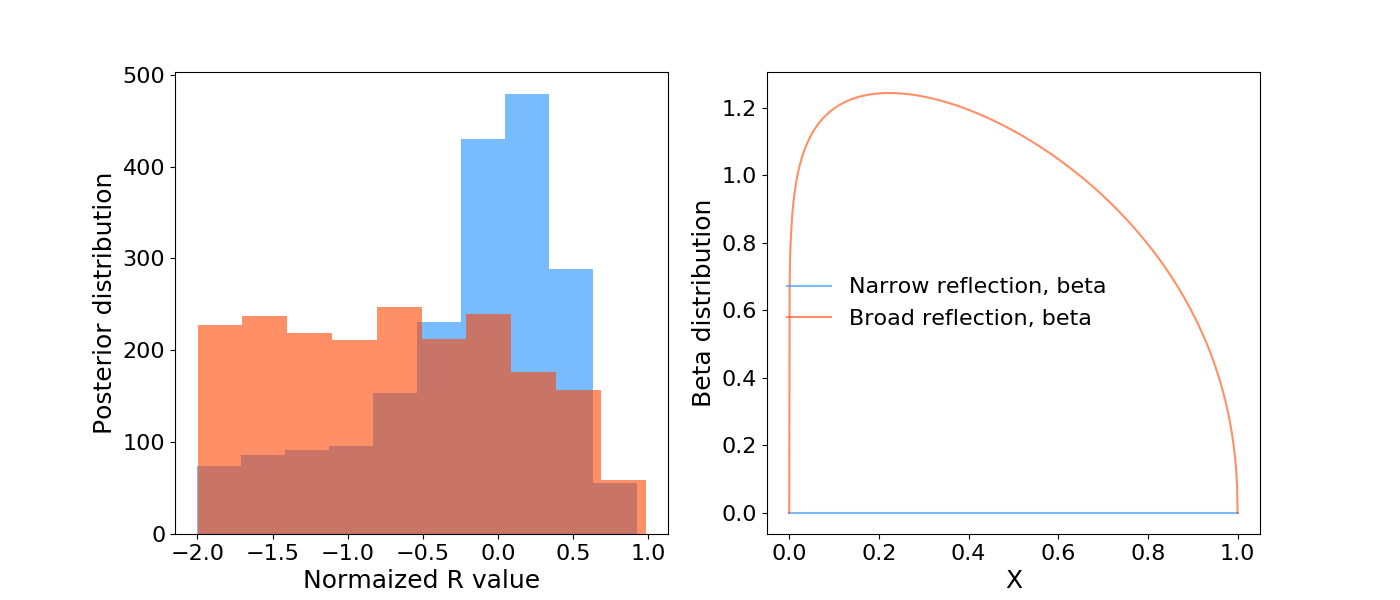 500
400
300
200
100
0
−2.0 −1.5 −1.0 −0.5 0.0 0.5 1.0
Posterior distribution
Normaized R value
1.2
1.0
0.8
0.6
0.4
0.2
0.0
0.0 0.2 0.4 0.6 0.8 1.0
Beta distribution
X
Narrow reflection, beta
Broad reflection, beta